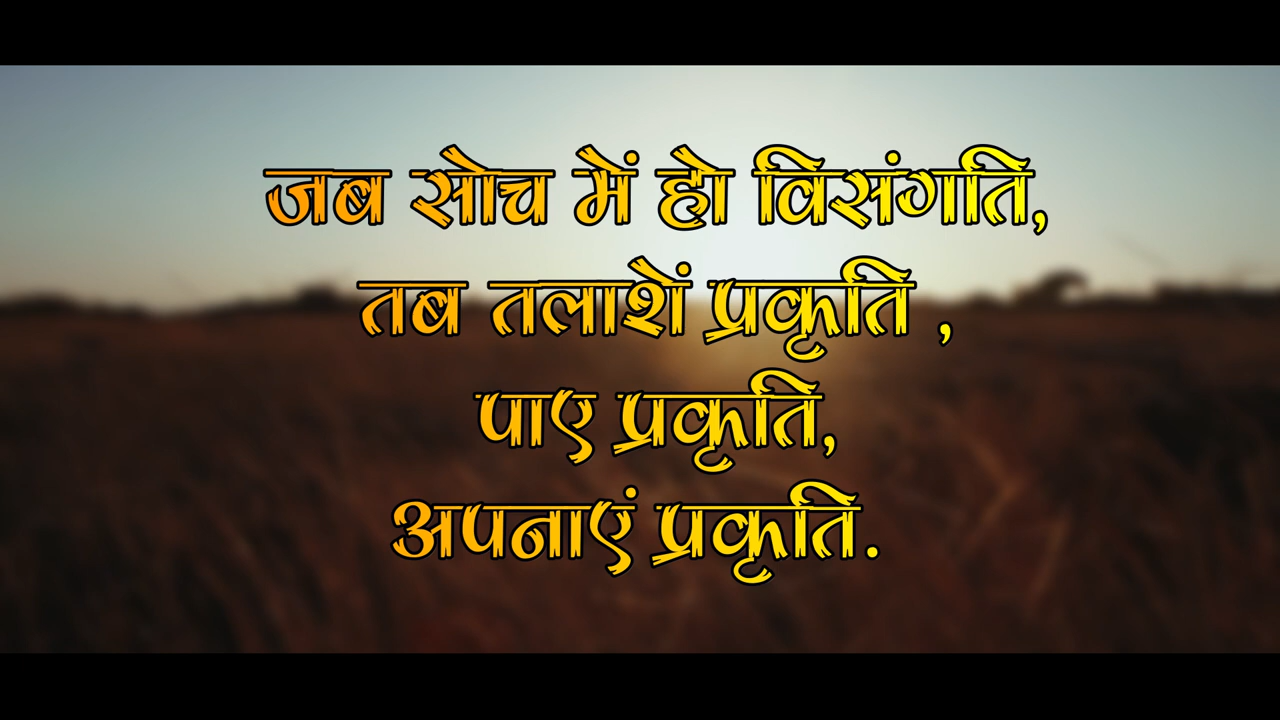 जब सोच में हो विसंगति,
तब तलाशें प्रकृति ,
पाए प्रकृति,
अपनाएं प्रकृति.